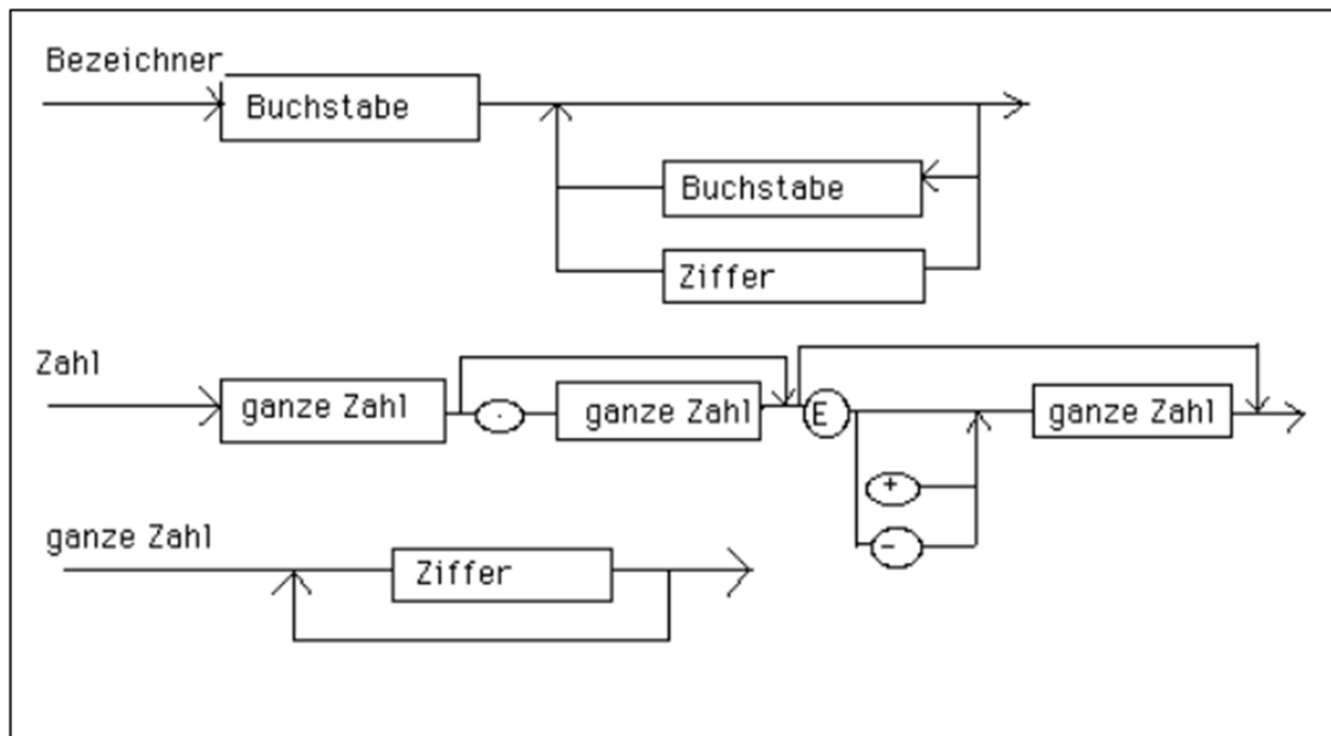 Bezeichner
Buchstabe
Buchstabe
Ziffer
Zahl
ganze Zahl . ganze Zahl E ganze Zahl
+
-
ganze Zahl
Ziffer